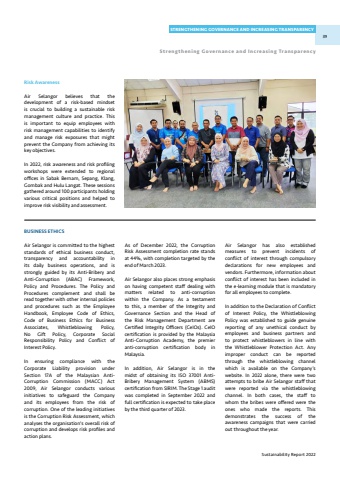 STRENGTHENING GOVERNANCE AND INCREASING TRANSPARENCY
39
Strengthening Governance and Increasing Transparency
Risk Awareness
Air Selangor believes that the
development of a risk-based mindset
is crucial to building a sustainable risk
management culture and practice. This
is important to equip employees with
risk management capabilities to identify
and manage risk exposures that might
prevent the Company from achieving its
key objectives.
In 2022, risk awareness and risk profiling
workshops were extended to regional
offices in Sabak Bernam, Sepang, Klang,
Gombak and Hulu Langat. These sessions
gathered around 100 participants holding
various critical positions and helped to
improve risk visibility and assessment.
BUSINESS ETHICS
Air Selangor is committed to the highest
standards of ethical business conduct,
transparency and accountability in
its daily business operations, and is
strongly guided by its Anti-Bribery and
Anti-Corruption (ABAC) Framework,
Policy and Procedures. The Policy and
Procedures complement and shall be
read together with other internal policies
and procedures such as the Employee
Handbook, Employee Code of Ethics,
Code of Business Ethics for Business
Associates, Whistleblowing Policy,
No Gift Policy, Corporate Social
Responsibility Policy and Conflict of
Interest Policy.
In ensuring compliance with the
Corporate Liability provision under
Section 17A of the Malaysian Anti-
Corruption Commission (MACC) Act
2009, Air Selangor conducts various
initiatives to safeguard the Company
and its employees from the risk of
corruption. One of the leading initiatives
is the Corruption Risk Assessment, which
analyses the organisation's overall risk of
corruption and develops risk profiles and
action plans.
As of December 2022, the Corruption
Risk Assessment completion rate stands
at 44%, with completion targeted by the
end of March 2023.
Air Selangor also places strong emphasis
on having competent staff dealing with
matters related to anti-corruption
within the Company. As a testament
to this, a member of the Integrity and
Governance Section and the Head of
the Risk Management Department are
Certified Integrity Officers (CeIOs). CeIO
certification is provided by the Malaysia
Anti-Corruption Academy, the premier
anti-corruption certification body in
Malaysia.
In addition, Air Selangor is in the
midst of obtaining its ISO 37001 Anti-
Bribery Management System (ABMS)
certification from SIRIM. The Stage 1 audit
was completed in September 2022 and
full certification is expected to take place
by the third quarter of 2023.
Air Selangor has also established
measures to prevent incidents of
conflict of interest through compulsory
declarations for new employees and
vendors. Furthermore, information about
conflict of interest has been included in
the e-learning module that is mandatory
for all employees to complete.
In addition to the Declaration of Conflict
of Interest Policy, the Whistleblowing
Policy was established to guide genuine
reporting of any unethical conduct by
employees and business partners and
to protect whistleblowers in line with
the Whistleblower Protection Act. Any
improper conduct can be reported
through the whistleblowing channel
which is available on the Company's
website. In 2022 alone, there were two
attempts to bribe Air Selangor staff that
were reported via the whistleblowing
channel. In both cases, the staff to
whom the bribes were offered were the
ones who made the reports. This
demonstrates the success of the
awareness campaigns that were carried
out throughout the year.
Sustainability Report 2022